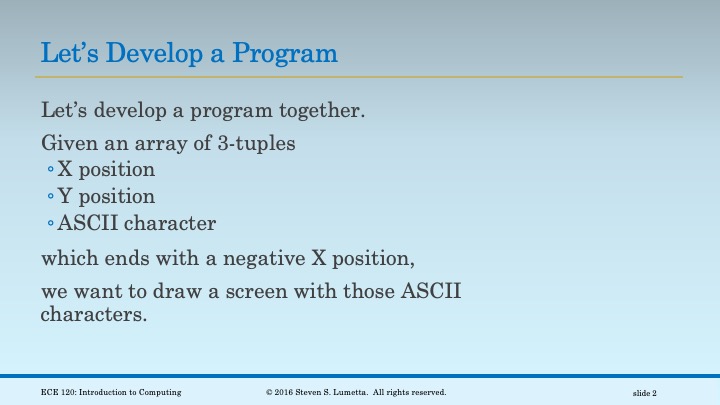 Let’s Develop a Program
Let’s develop a program together.
Given an array of 3-tuples
◦X position
◦Y position
◦ASCII character
which ends with a negative X position,
we want to draw a screen with those ASCII
characters.
ECE 120: Introduction to Computing
© 2016 Steven S. Lumetta.  All rights reserved.
slide 2